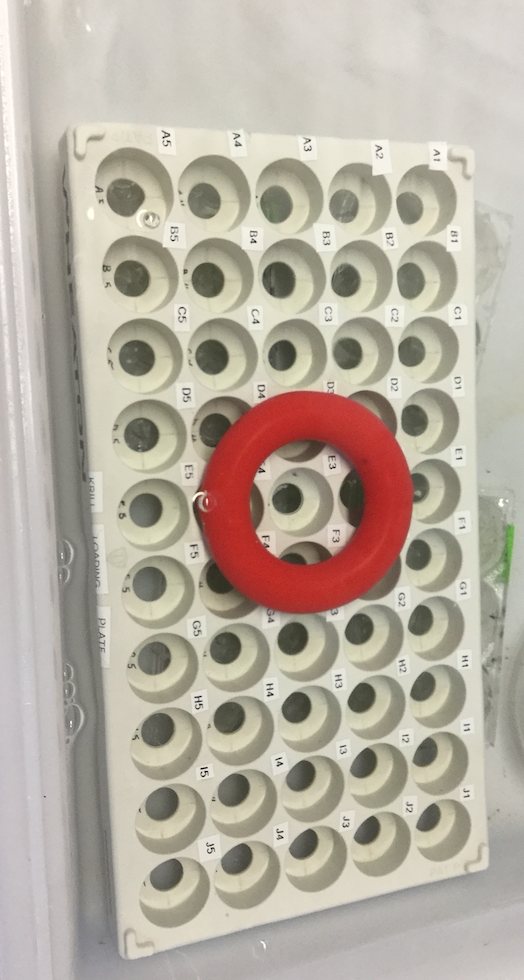 A5 A4 A3 A2 A1
B5 B4 B3 B2 B1
C5 C4 C3 C2 C1
D5 D4 D3 D2 D1
E5 E3 E1
F5 F4 F3 F1
G5 G4 G2 G1
H5 H4 H3 H2 H1
I5 I4 I3 I2 I1
J5 J4 J3 J2 J1
KRILL LOADING PLATE